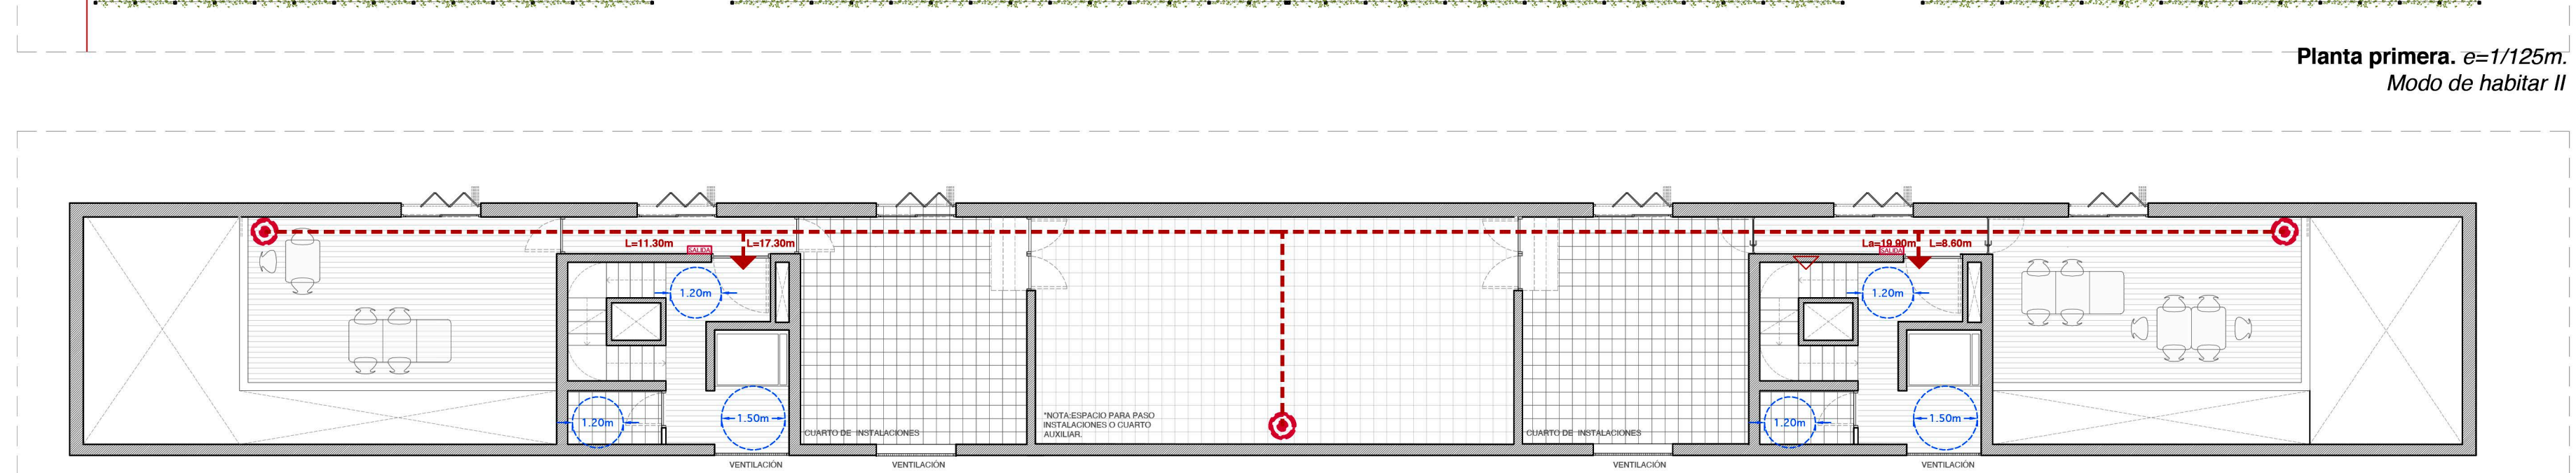 Planta primera. e=1/125m.
Modo de habitar II
L=11.30m
SALIDA
L=17.30m
La=19.90m
SALIDA
L=8.60m
1.20m
1.20m
1.20m
1.50m
1.20m
1.50m
CUARTO DE INSTALACIONES
*NOTA:ESPACIO PARA PASO
INSTALACIONES O CUARTO
AUXILIAR.
CUARTO DE INSTALACIONES
VENTILACIÓN
VENTILACIÓN
VENTILACIÓN
VENTILACIÓN